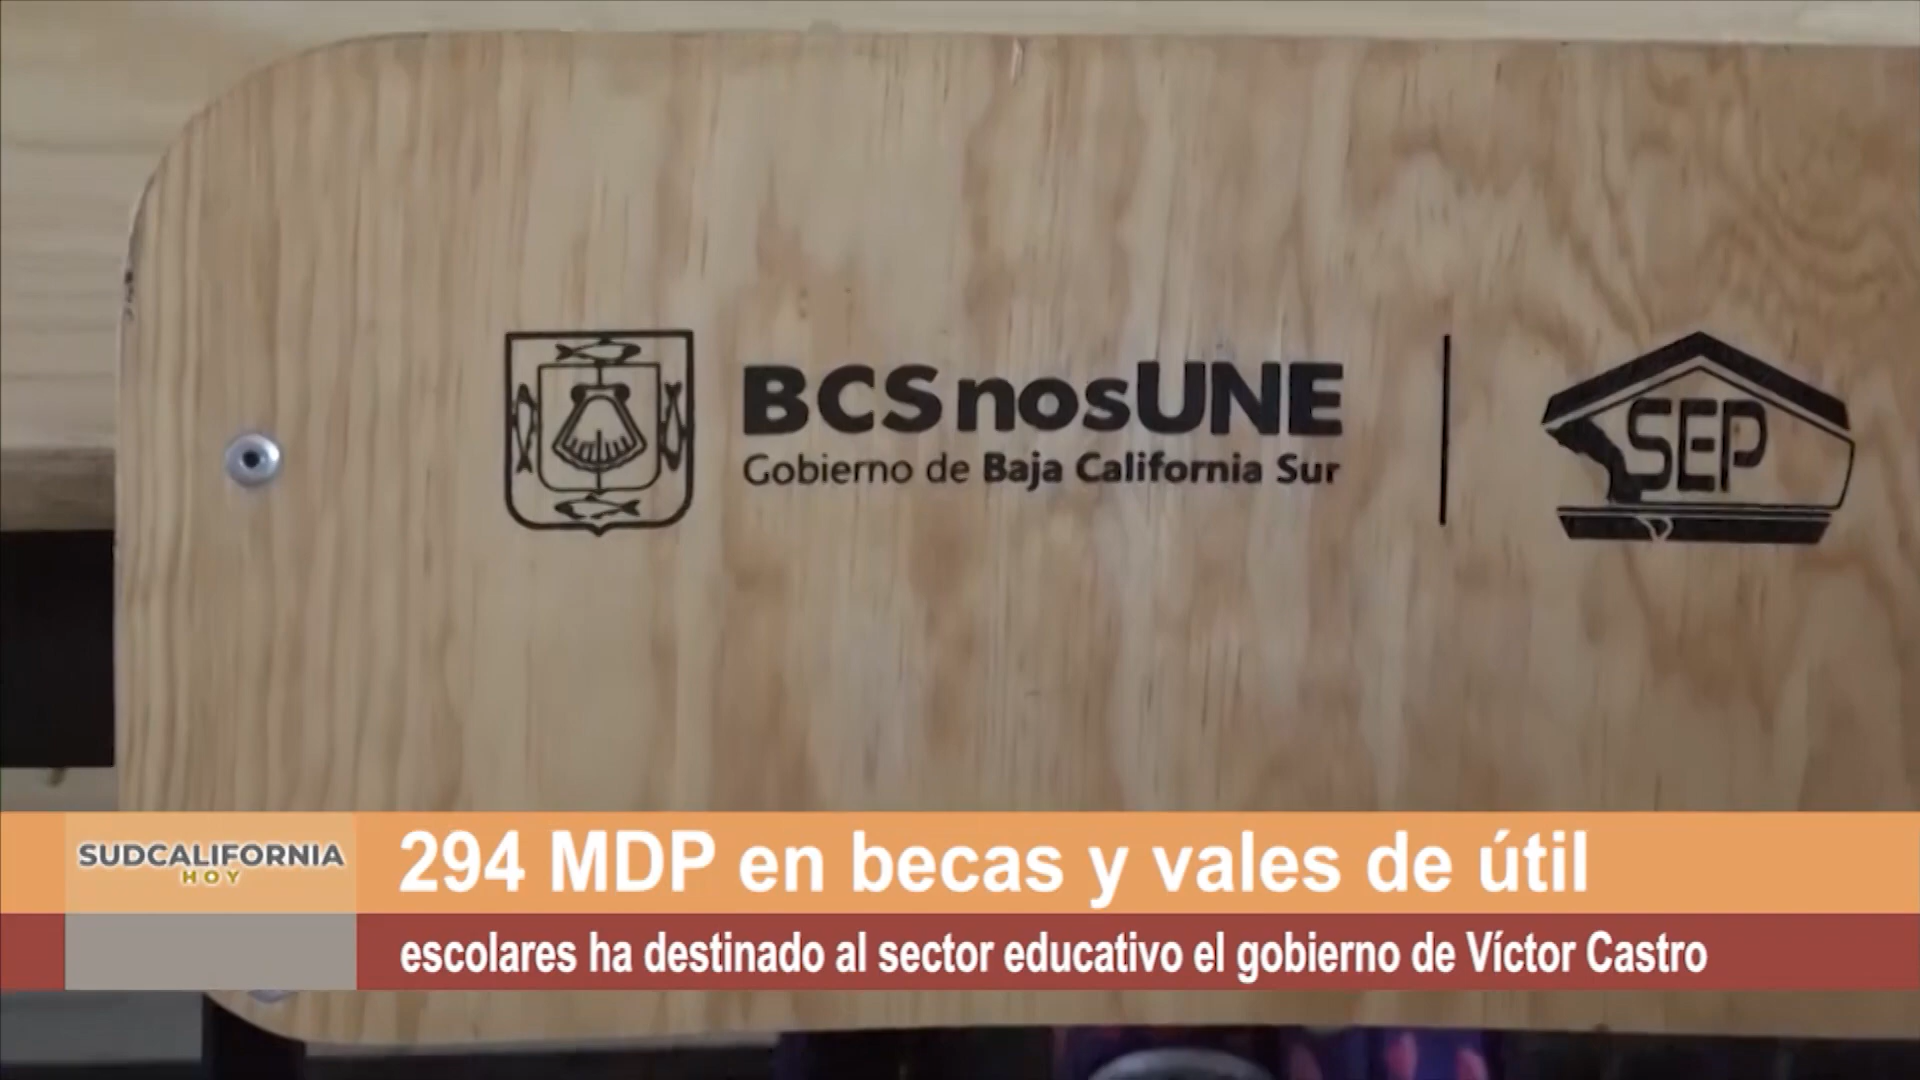 BCSnosUNE
Gobierno de Baja California Sur
SEP
SUDCALIFORNIA
HOY
294 MDP en becas y vales de útil
escolares ha destinado al sector educativo el gobierno de Víctor Castro